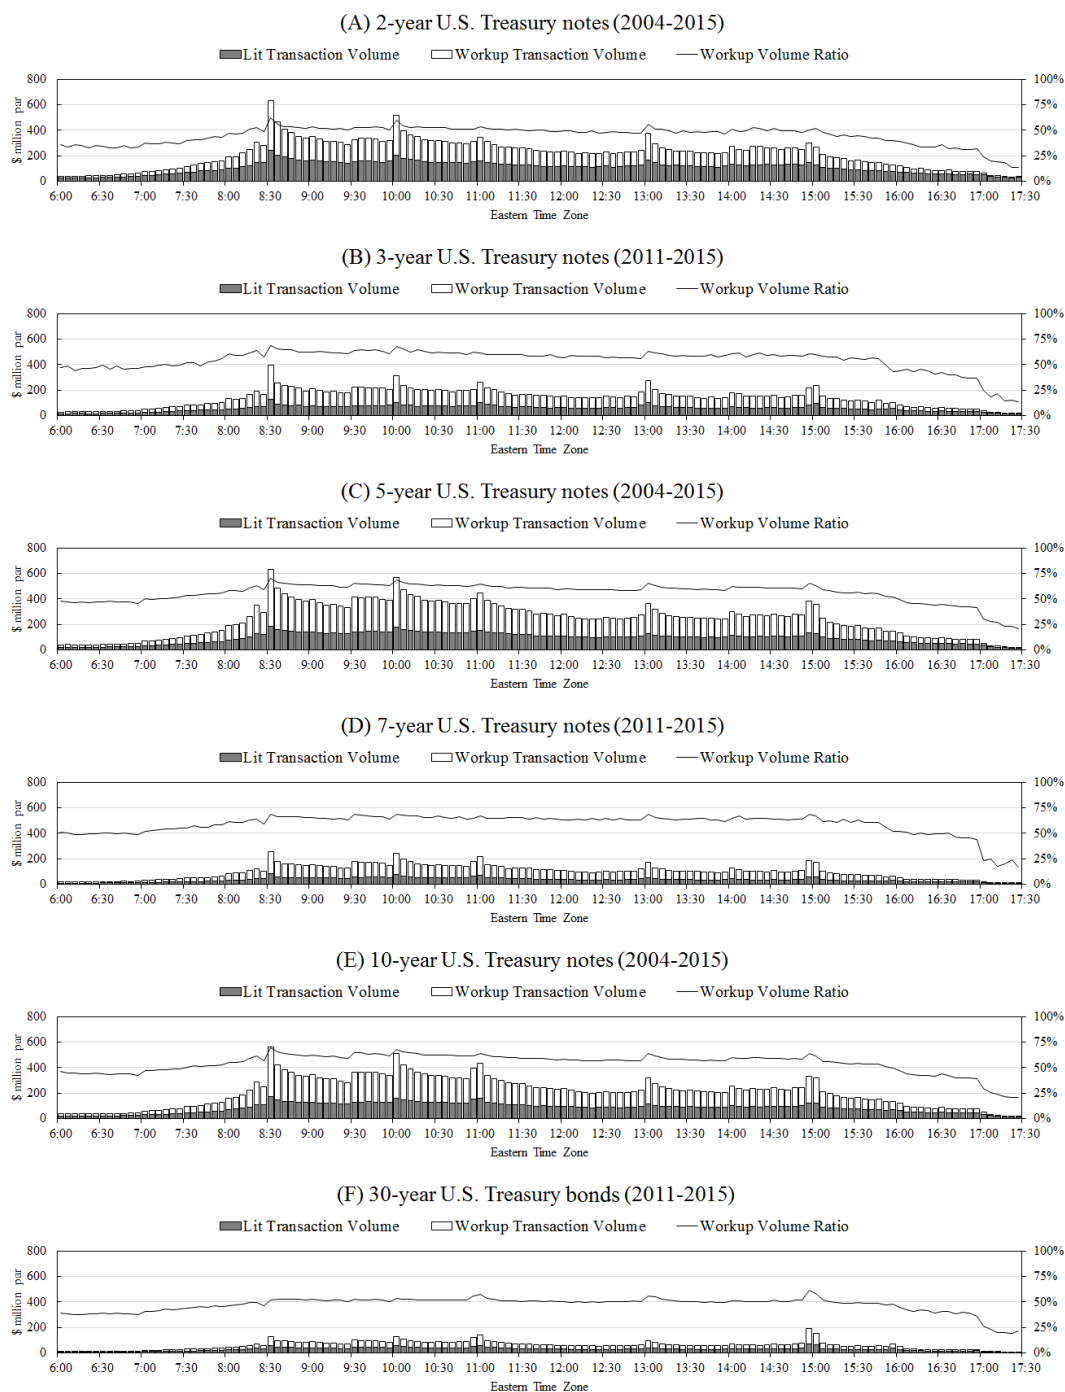 (A) 2-year U.S. Treasury notes (2004-2015)
Lit Transaction Volume Workup Transaction Volume Workup Volume Ratio
$ million par
800 100%
600 75%
400 50%
200 25%
0 0%
6:00 6:30 7:00 7:30 8:00 8:30 9:00 9:30 10:00 10:30 11:00 11:30 12:00 12:30 13:00 13:30 14:00 14:30 15:00 15:30 16:00 16:30 17:00 17:30
Eastern Time Zone
(B) 3-year U.S. Treasury notes (2011-2015)
Lit Transaction Volume Workup Transaction Volume Workup Volume Ratio
$ million par
800 100%
600 75%
400 50%
200 25%
0 0%
6:00 6:30 7:00 7:30 8:00 8:30 9:00 9:30 10:00 10:30 11:00 11:30 12:00 12:30 13:00 13:30 14:00 14:30 15:00 15:30 16:00 16:30 17:00 17:30
Eastern Time Zone
(C) 5-year U.S. Treasury notes (2004-2015)
Lit Transaction Volume Workup Transaction Volume Workup Volume Ratio
$ million par
800 100%
600 75%
400 50%
200 25%
0 0%
6:00 6:30 7:00 7:30 8:00 8:30 9:00 9:30 10:00 10:30 11:00 11:30 12:00 12:30 13:00 13:30 14:00 14:30 15:00 15:30 16:00 16:30 17:00 17:30
Eastern Time Zone
(D) 7-year U.S. Treasury notes (2011-2015)
Lit Transaction Volume Workup Transaction Volume Workup Volume Ratio
$ million par
800 100%
600 75%
400 50%
200 25%
0 0%
6:00 6:30 7:00 7:30 8:00 8:30 9:00 9:30 10:00 10:30 11:00 11:30 12:00 12:30 13:00 13:30 14:00 14:30 15:00 15:30 16:00 16:30 17:00 17:30
Eastern Time Zone
(E) 10-year U.S. Treasury notes (2004-2015)
Lit Transaction Volume Workup Transaction Volume Workup Volume Ratio
$ million par
800 100%
600 75%
400 50%
200 25%
0 0%
6:00 6:30 7:00 7:30 8:00 8:30 9:00 9:30 10:00 10:30 11:00 11:30 12:00 12:30 13:00 13:30 14:00 14:30 15:00 15:30 16:00 16:30 17:00 17:30
Eastern Time Zone
(F) 30-year U.S. Treasury bonds (2011-2015)
Lit Transaction Volume Workup Transaction Volume Workup Volume Ratio
$ million par
800 100%
600 75%
400 50%
200 25%
0 0%
6:00 6:30 7:00 7:30 8:00 8:30 9:00 9:30 10:00 10:30 11:00 11:30 12:00 12:30 13:00 13:30 14:00 14:30 15:00 15:30 16:00 16:30 17:00 17:30
Eastern Time Zone